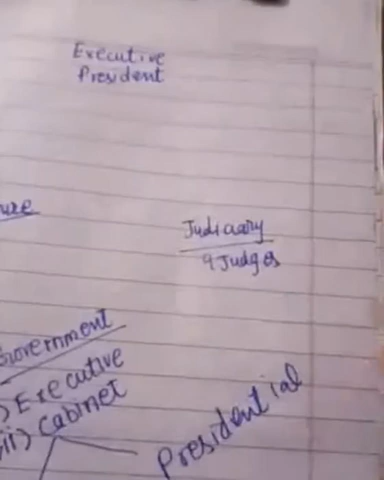 Executive
President
Judiciary
9 Judges
Government
) Executive
ii) Cabinet
Presidential